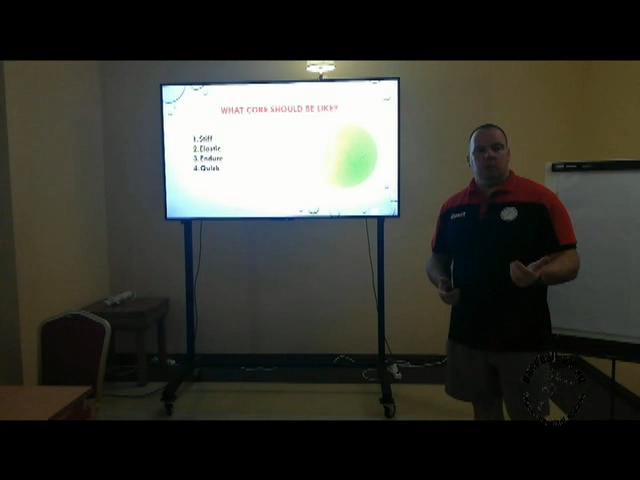 WHAT CORE SHOULD BE LIKE?
1.Stiff
2.Elastic
3.Endure
4.Quick